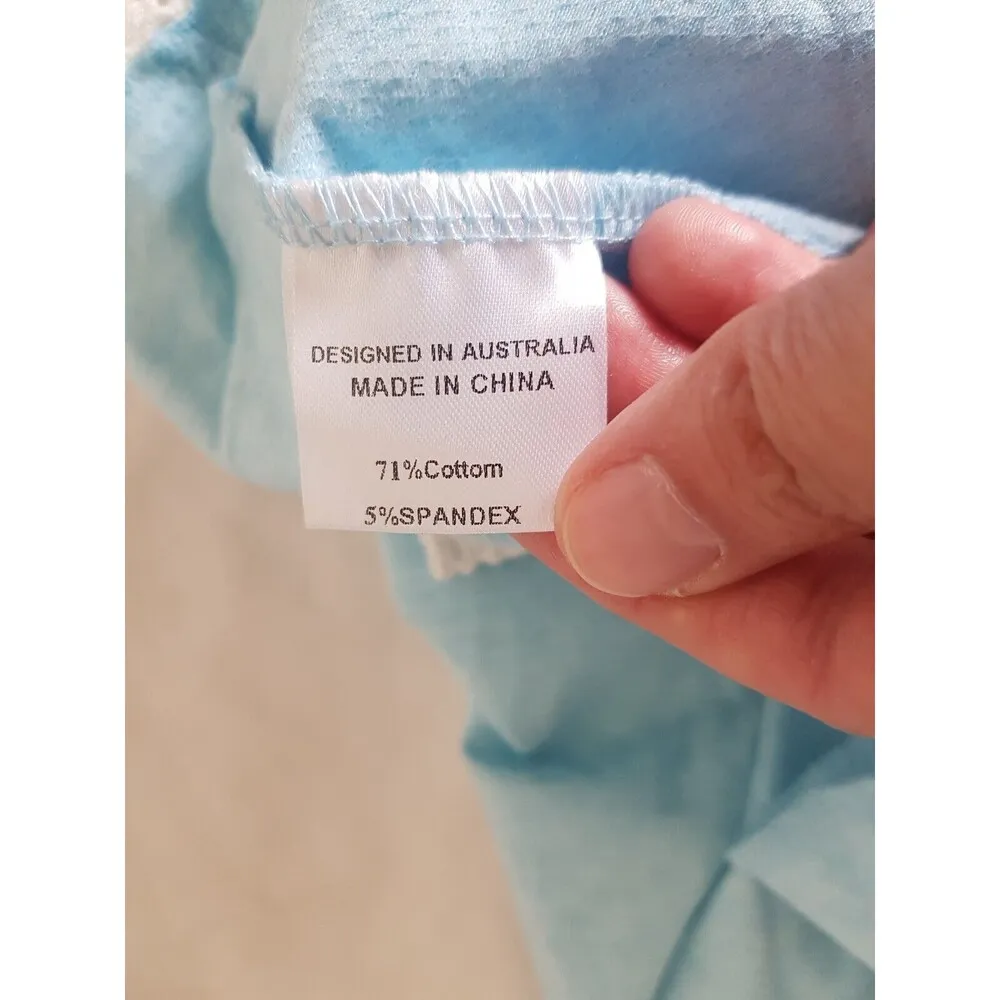 DESIGNED IN AUSTRALIA
MADE IN CHINA
71%Cottom
5%SPANDEX